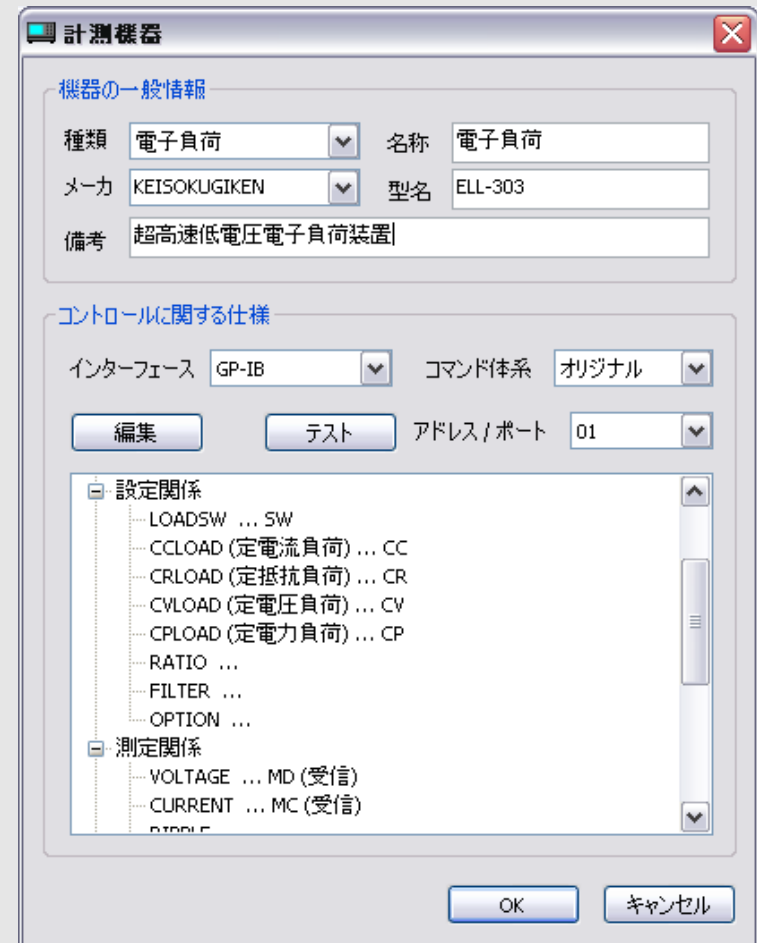 計測機器
機器の一般情報
種類 電子負荷 名称 電子負荷
メーカ KEISOKUGIKEN 型名 ELL-303
備考 超高速低電圧電子負荷装置
コントロールに関する仕様
インターフェース GP-IB コマンド体系 オリジナル
編集 テスト アドレス / ポート 01
設定関係
LOADSW ... SW
CCLOAD (定電流負荷) ... CC
CRLOAD (定抵抗負荷) ... CR
CVLOAD (定電圧負荷) ... CV
CPLOAD (定電力負荷) ... CP
RATIO ...
FILTER ...
OPTION ...
測定関係
VOLTAGE ... MD (受信)
CURRENT ... MC (受信)
OK キャンセル